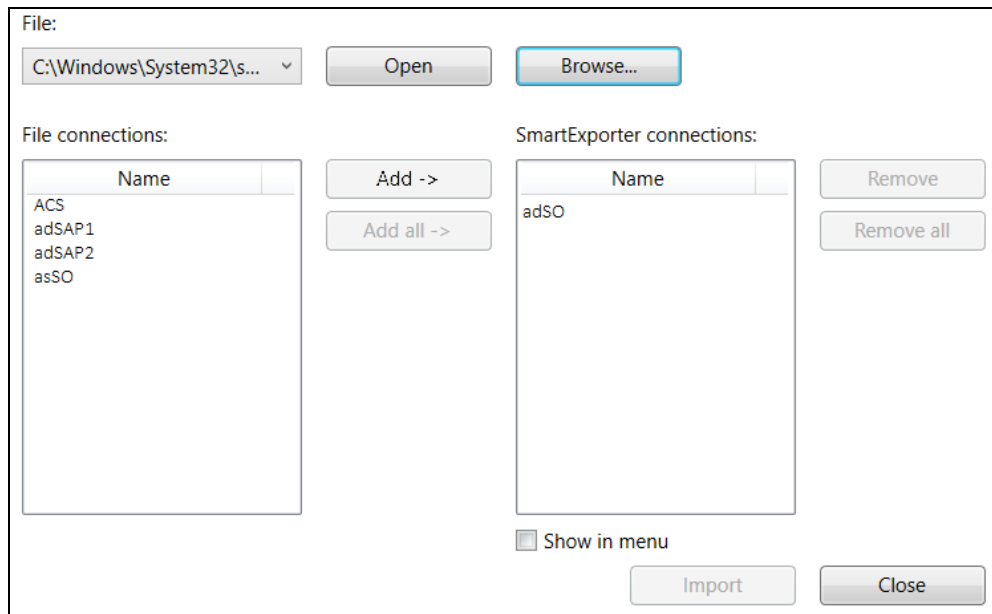 File:
C:\Windows\System32\s...
Open
Browse...
File connections:
SmartExporter connections:
Name
ACS
adSAP1
adSAP2
asSO
Add ->
Add all ->
Name
adSO
Remove
Remove all
Show in menu
Import
Close